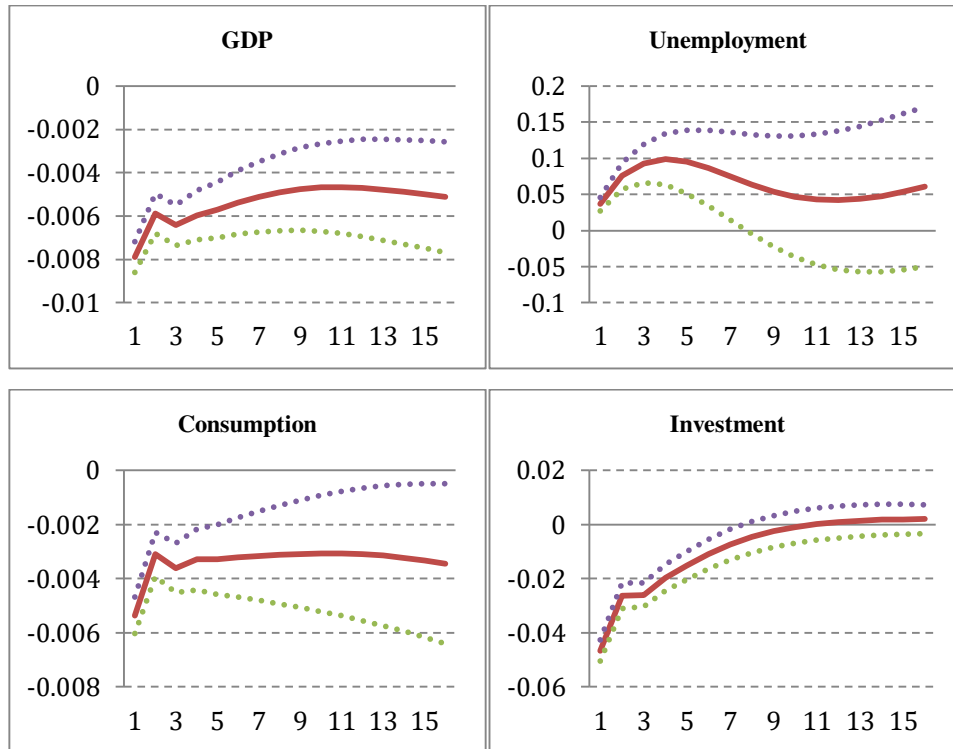 GDP
0
-0.002
-0.004
-0.006
-0.008
-0.01
1 3 5 7 9 11 13 15
Unemployment
0.2
0.15
0.1
0.05
0
-0.05
-0.1
1 3 5 7 9 11 13 15
Consumption
0
-0.002
-0.004
-0.006
-0.008
1 3 5 7 9 11 13 15
Investment
0.02
0
-0.02
-0.04
-0.06
1 3 5 7 9 11 13 15